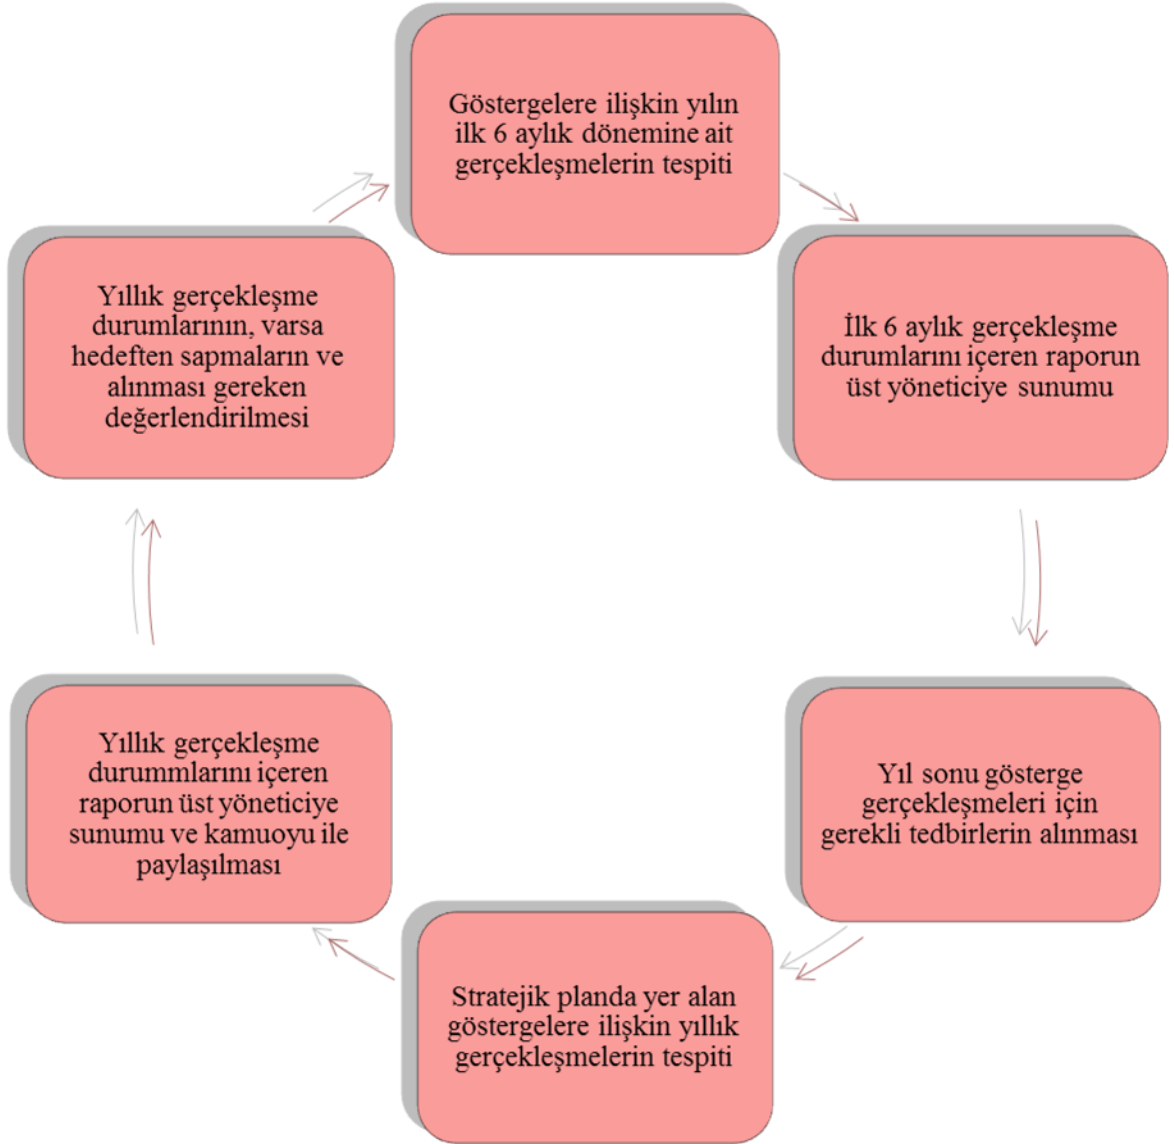 Göstergelere ilişkin yılın
ilk 6 aylık dönemine ait
gerçekleşmelerin tespiti
İlk 6 aylık gerçekleşme
durumlarını içeren raporun
üst yöneticiye sunumu
Yıl sonu gösterge
gerçekleşmeleri için
gerekli tedbirlerin alınması
Stratejik planda yer alan
göstergelere ilişkin yıllık
gerçekleşmelerin tespiti
Yıllık gerçekleşme
durummlarını içeren
raporun üst yöneticiye
sunumu ve kamuoyu ile
paylaşılması
Yıllık gerçekleşme
durumlarının, varsa
hedeften sapmaların ve
alınması gereken
değerlendirilmesi